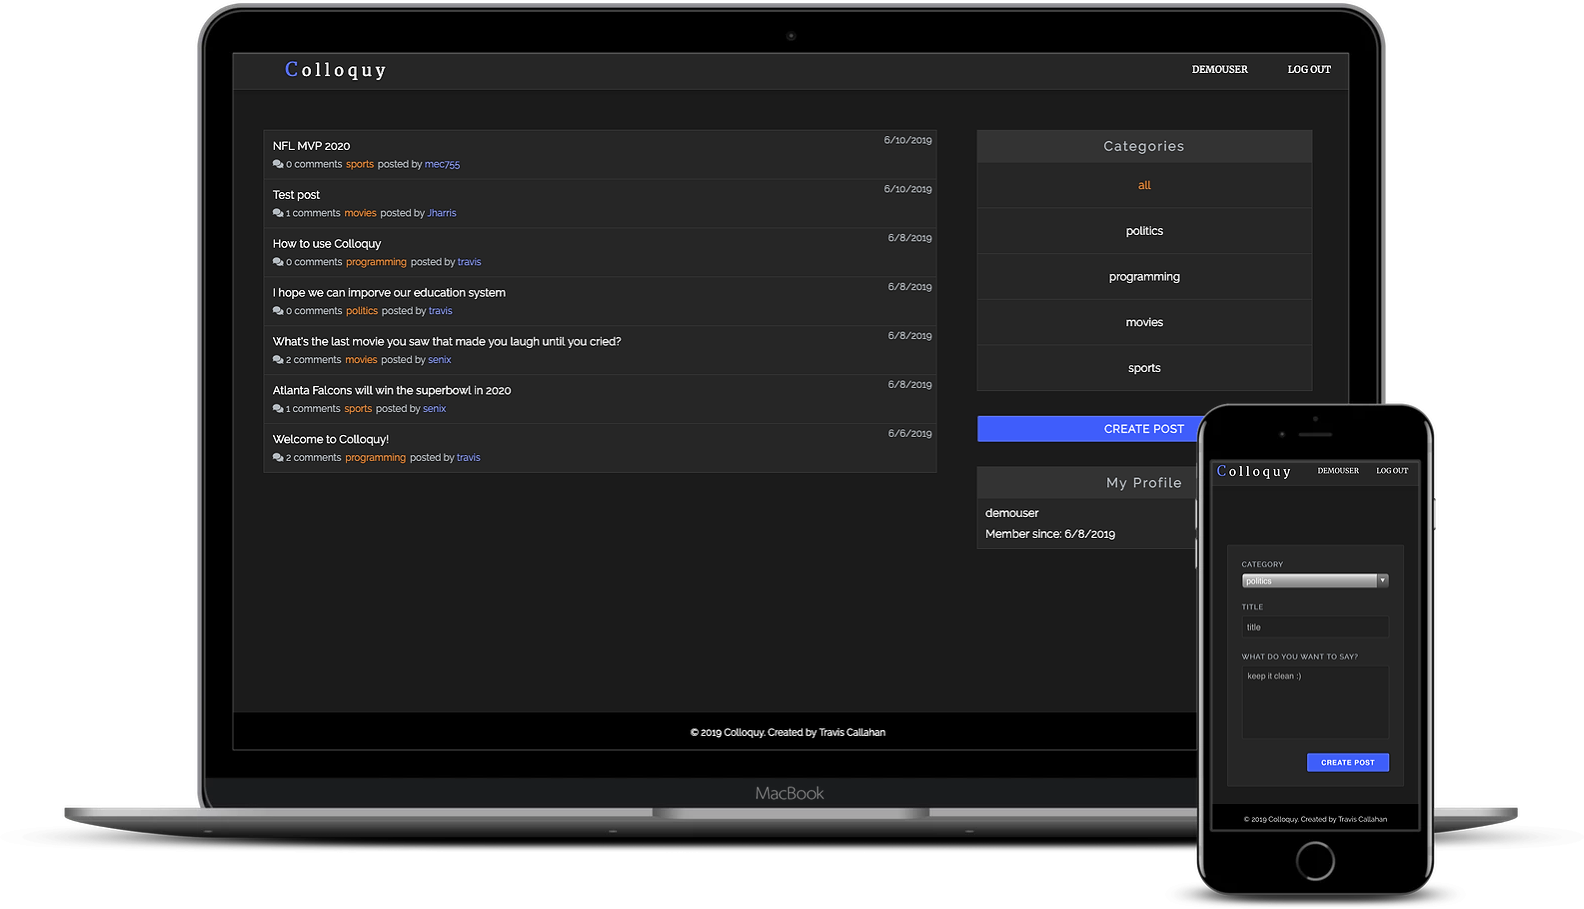 Colloquy
DEMOUSER
LOG OUT
NFL MVP 2020
6/10/2019
0 comments sports posted by mec755
Test post
6/10/2019
1 comments movies posted by Jharris
How to use Colloquy
6/8/2019
0 comments programming posted by travis
I hope we can imporve our education system
6/8/2019
0 comments politics posted by travis
What's the last movie you saw that made you laugh until you cried?
6/8/2019
2 comments movies posted by senix
Atlanta Falcons will win the superbowl in 2020
6/8/2019
1 comments sports posted by senix
Welcome to Colloquy!
6/6/2019
2 comments programming posted by travis
Categories
all
politics
programming
movies
sports
CREATE POST
My Profile
demouser
Member since: 6/8/2019
© 2019 Colloquy. Created by Travis Callahan
MacBook
Colloquy
DEMOUSER
LOG OUT
CATEGORY
politics
TITLE
title
WHAT DO YOU WANT TO SAY?
keep it clean :)
CREATE POST
© 2019 Colloquy. Created by Travis Callahan